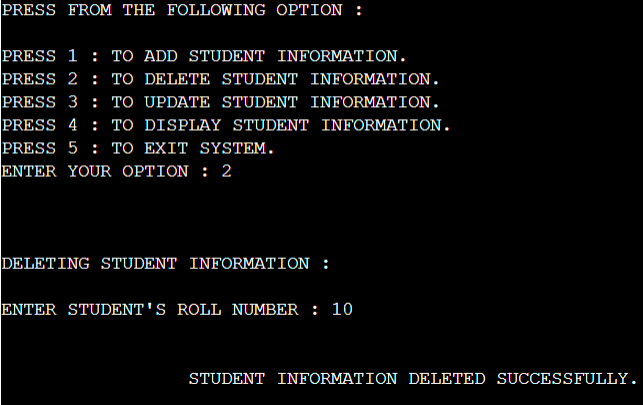 PRESS FROM THE FOLLOWING OPTION :
PRESS 1 : TO ADD STUDENT INFORMATION.
PRESS 2 : TO DELETE STUDENT INFORMATION.
PRESS 3 : TO UPDATE STUDENT INFORMATION.
PRESS 4 : TO DISPLAY STUDENT INFORMATION.
PRESS 5 : TO EXIT SYSTEM.
ENTER YOUR OPTION : 2
DELETING STUDENT INFORMATION :
ENTER STUDENT'S ROLL NUMBER : 10
STUDENT INFORMATION DELETED SUCCESSFULLY.